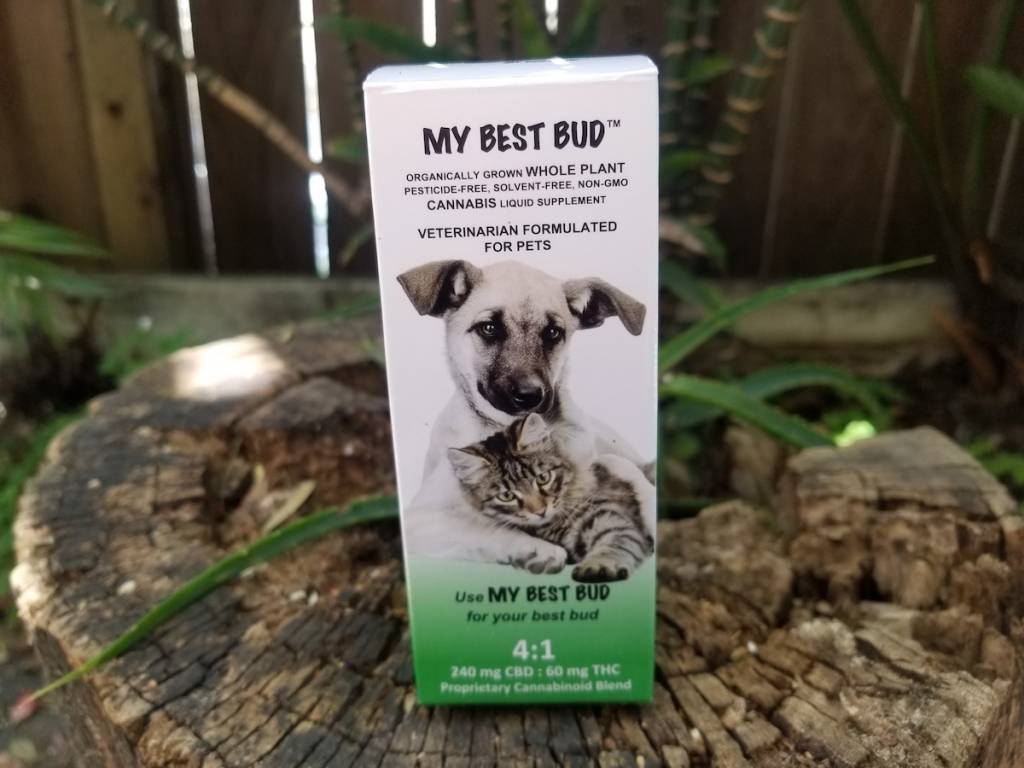 MY BEST BUD™
ORGANICALLY GROWN WHOLE PLANT
PESTICIDE-FREE, SOLVENT-FREE, NON-GMO
CANNABIS LIQUID SUPPLEMENT
VETERINARIAN FORMULATED
FOR PETS
Use MY BEST BUD
for your best bud
4:1
240 mg CBD : 60 mg THC
Proprietary Cannabinoid Blend